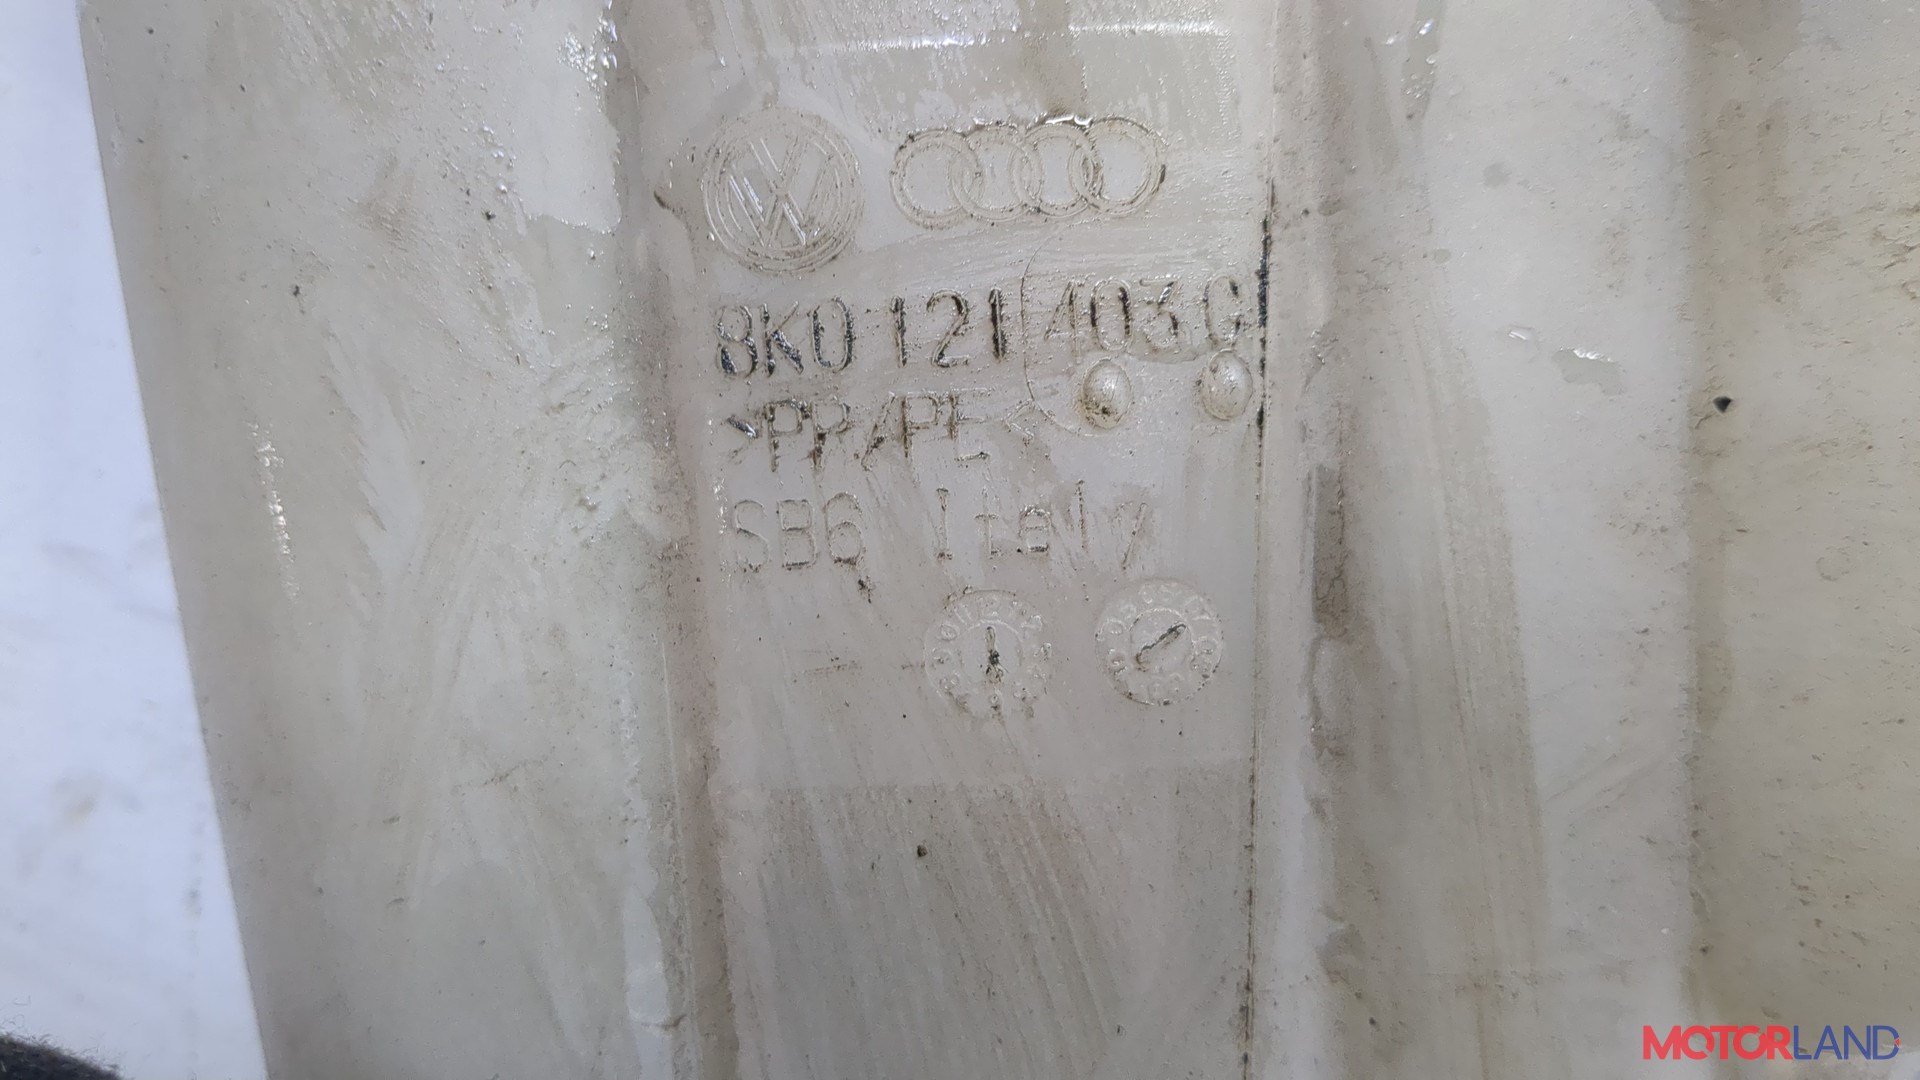 8K0 121 403 G
>PP/PE<
SB6 Italy
MOTORLAND